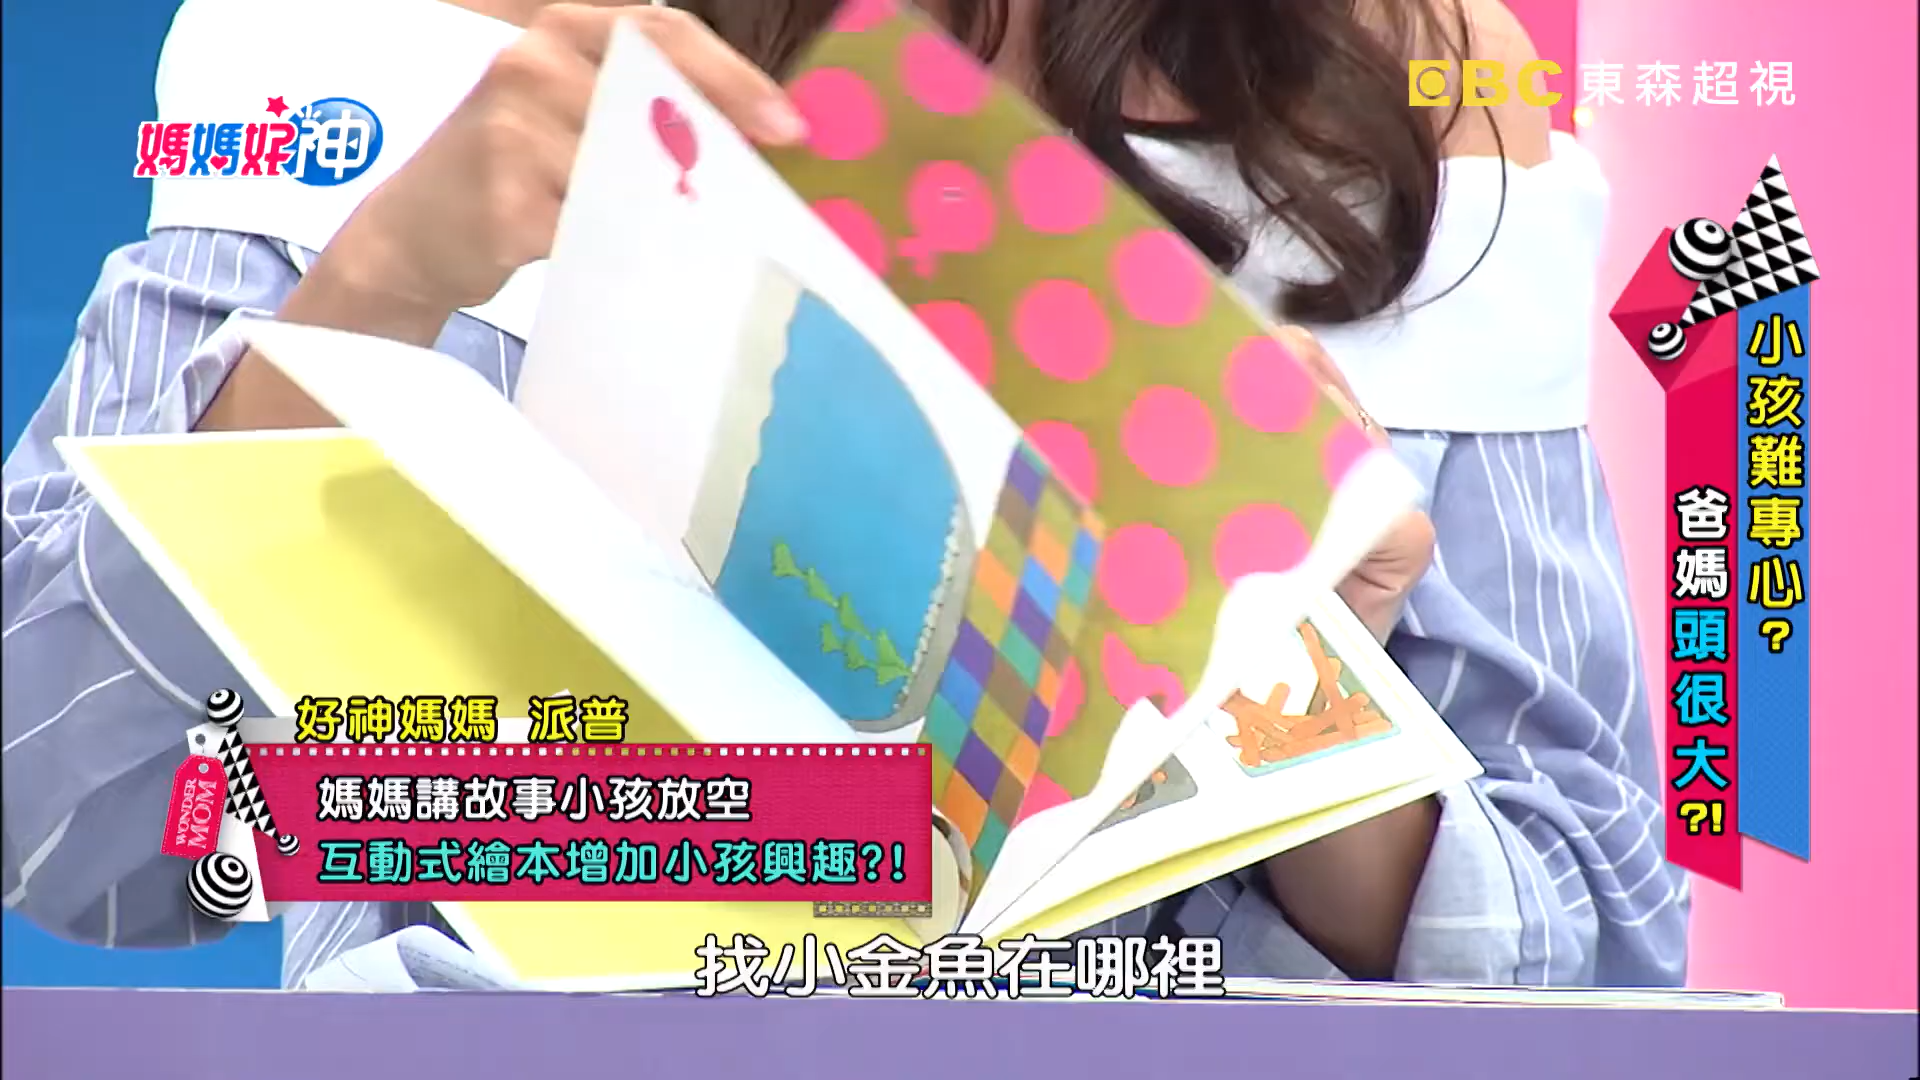 媽媽好神
EBC 東森超視
小孩難專心?
爸媽頭很大?!
好神媽媽 派普
WONDER
MOM
媽媽講故事小孩放空
互動式繪本增加小孩興趣?!
找小金魚在哪裡